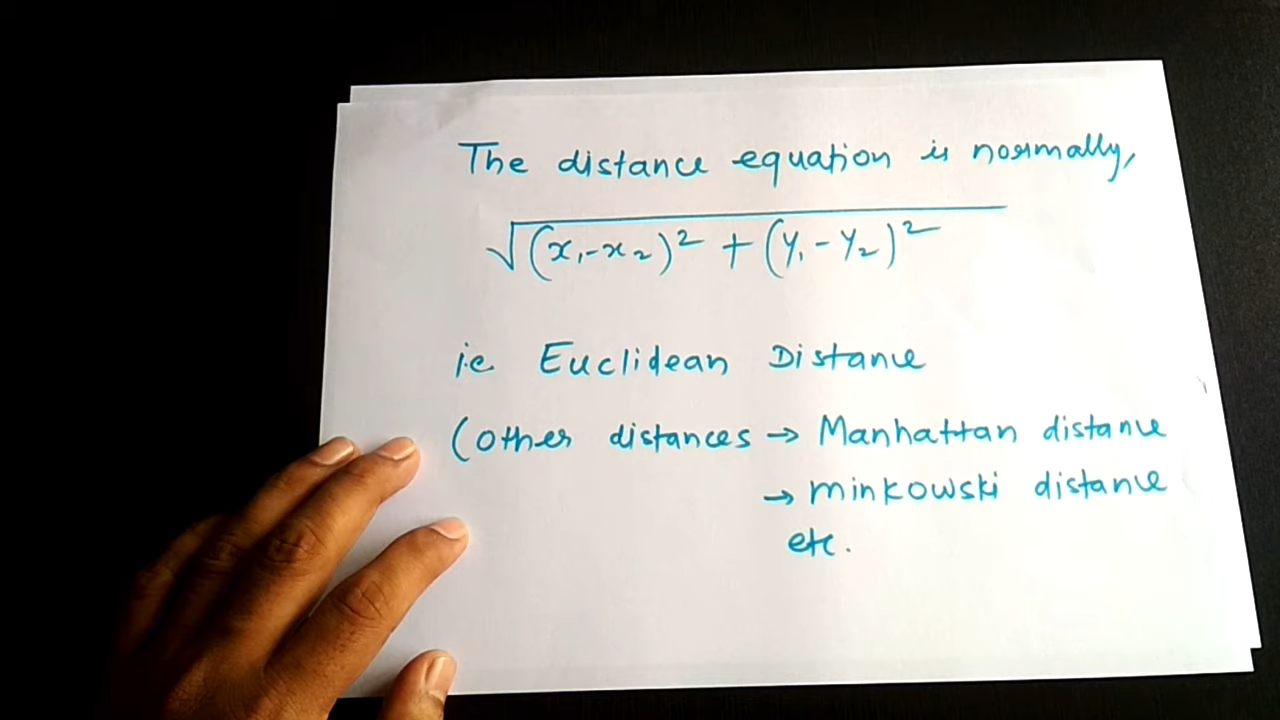 The distance equation is normally,
√(x₁-x₂)² + (y₁-y₂)²
i.e Euclidean Distance
(other distances → Manhattan distance
→ minkowski distance
etc.